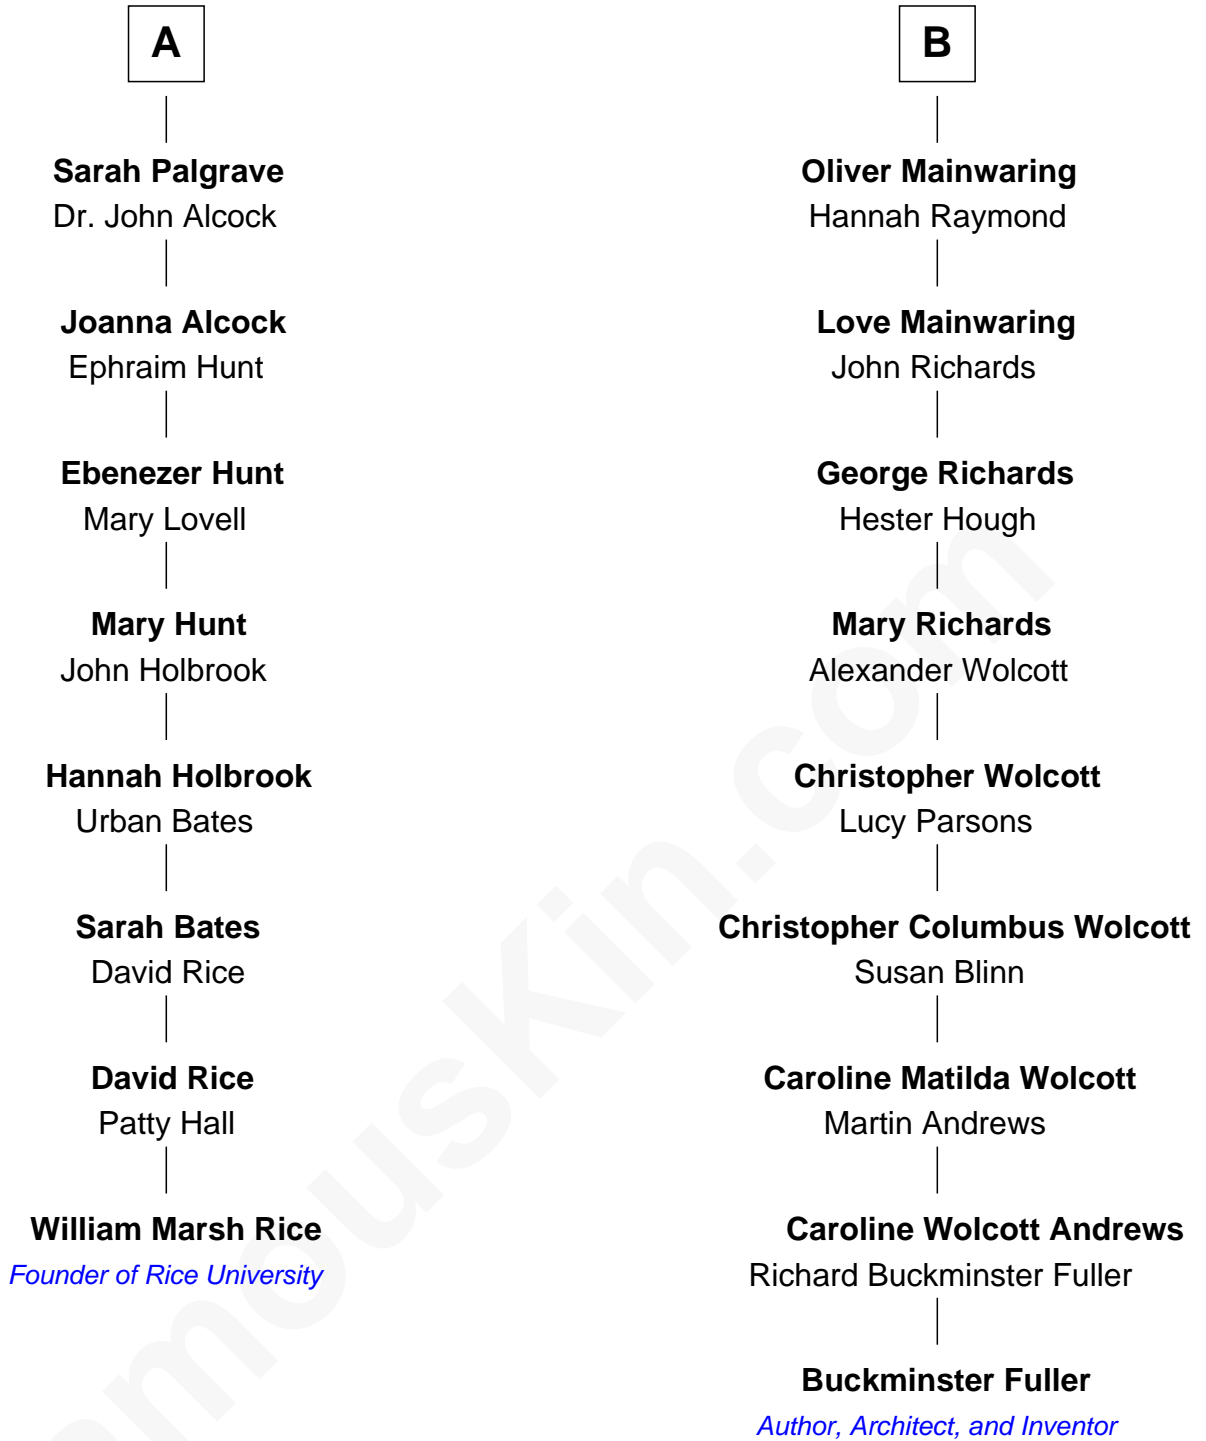 A
Sarah Palgrave
Dr. John Alcock
Joanna Alcock
Ephraim Hunt
Ebenezer Hunt
Mary Lovell
Mary Hunt
John Holbrook
Hannah Holbrook
Urban Bates
Sarah Bates
David Rice
David Rice
Patty Hall
William Marsh Rice
Founder of Rice University
B
Oliver Mainwaring
Hannah Raymond
Love Mainwaring
John Richards
George Richards
Hester Hough
Mary Richards
Alexander Wolcott
Christopher Wolcott
Lucy Parsons
Christopher Columbus Wolcott
Susan Blinn
Caroline Matilda Wolcott
Martin Andrews
Caroline Wolcott Andrews
Richard Buckminster Fuller
Buckminster Fuller
Author, Architect, and Inventor
amousKin.com